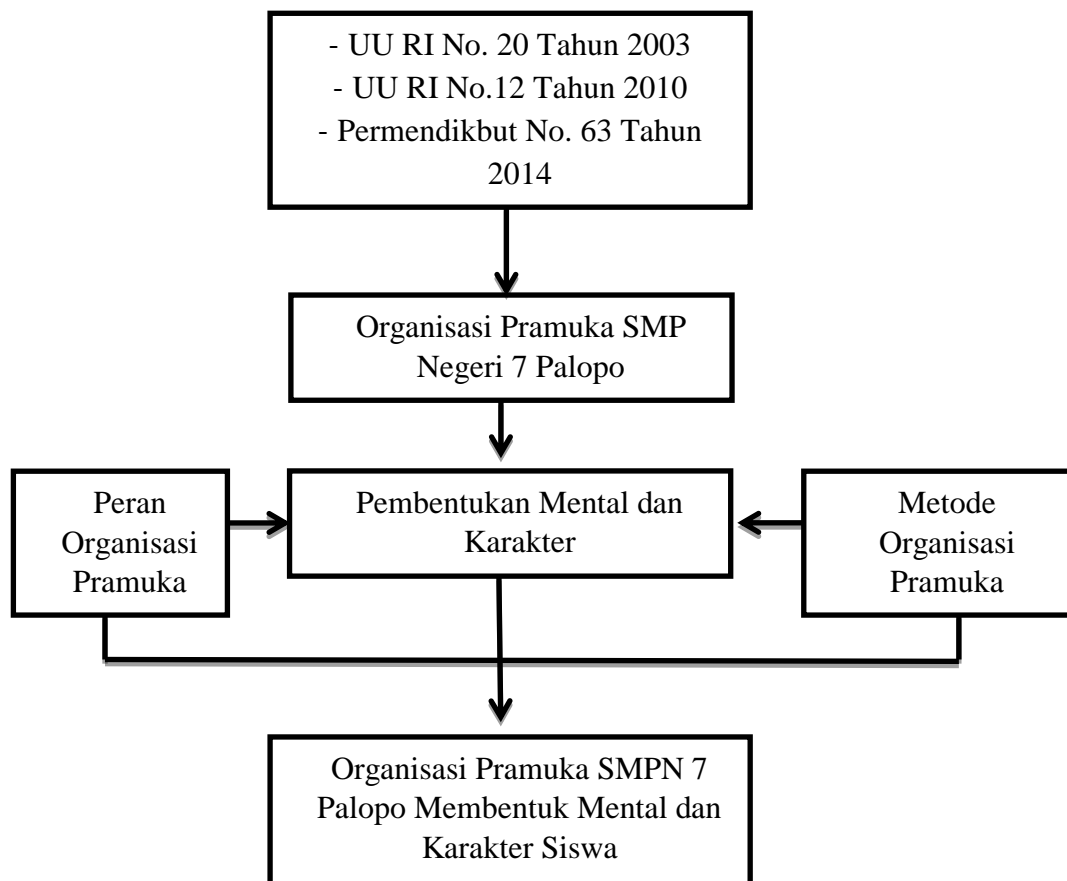 - UU RI No. 20 Tahun 2003
- UU RI No.12 Tahun 2010
- Permendikbut No. 63 Tahun
2014
Organisasi Pramuka SMP
Negeri 7 Palopo
Peran
Organisasi
Pramuka
Pembentukan Mental dan
Karakter
Metode
Organisasi
Pramuka
Organisasi Pramuka SMPN 7
Palopo Membentuk Mental dan
Karakter Siswa